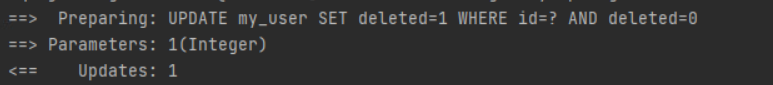 ==>  Preparing: UPDATE my_user SET deleted=1 WHERE id=? AND deleted=0
==> Parameters: 1(Integer)
<==    Updates: 1